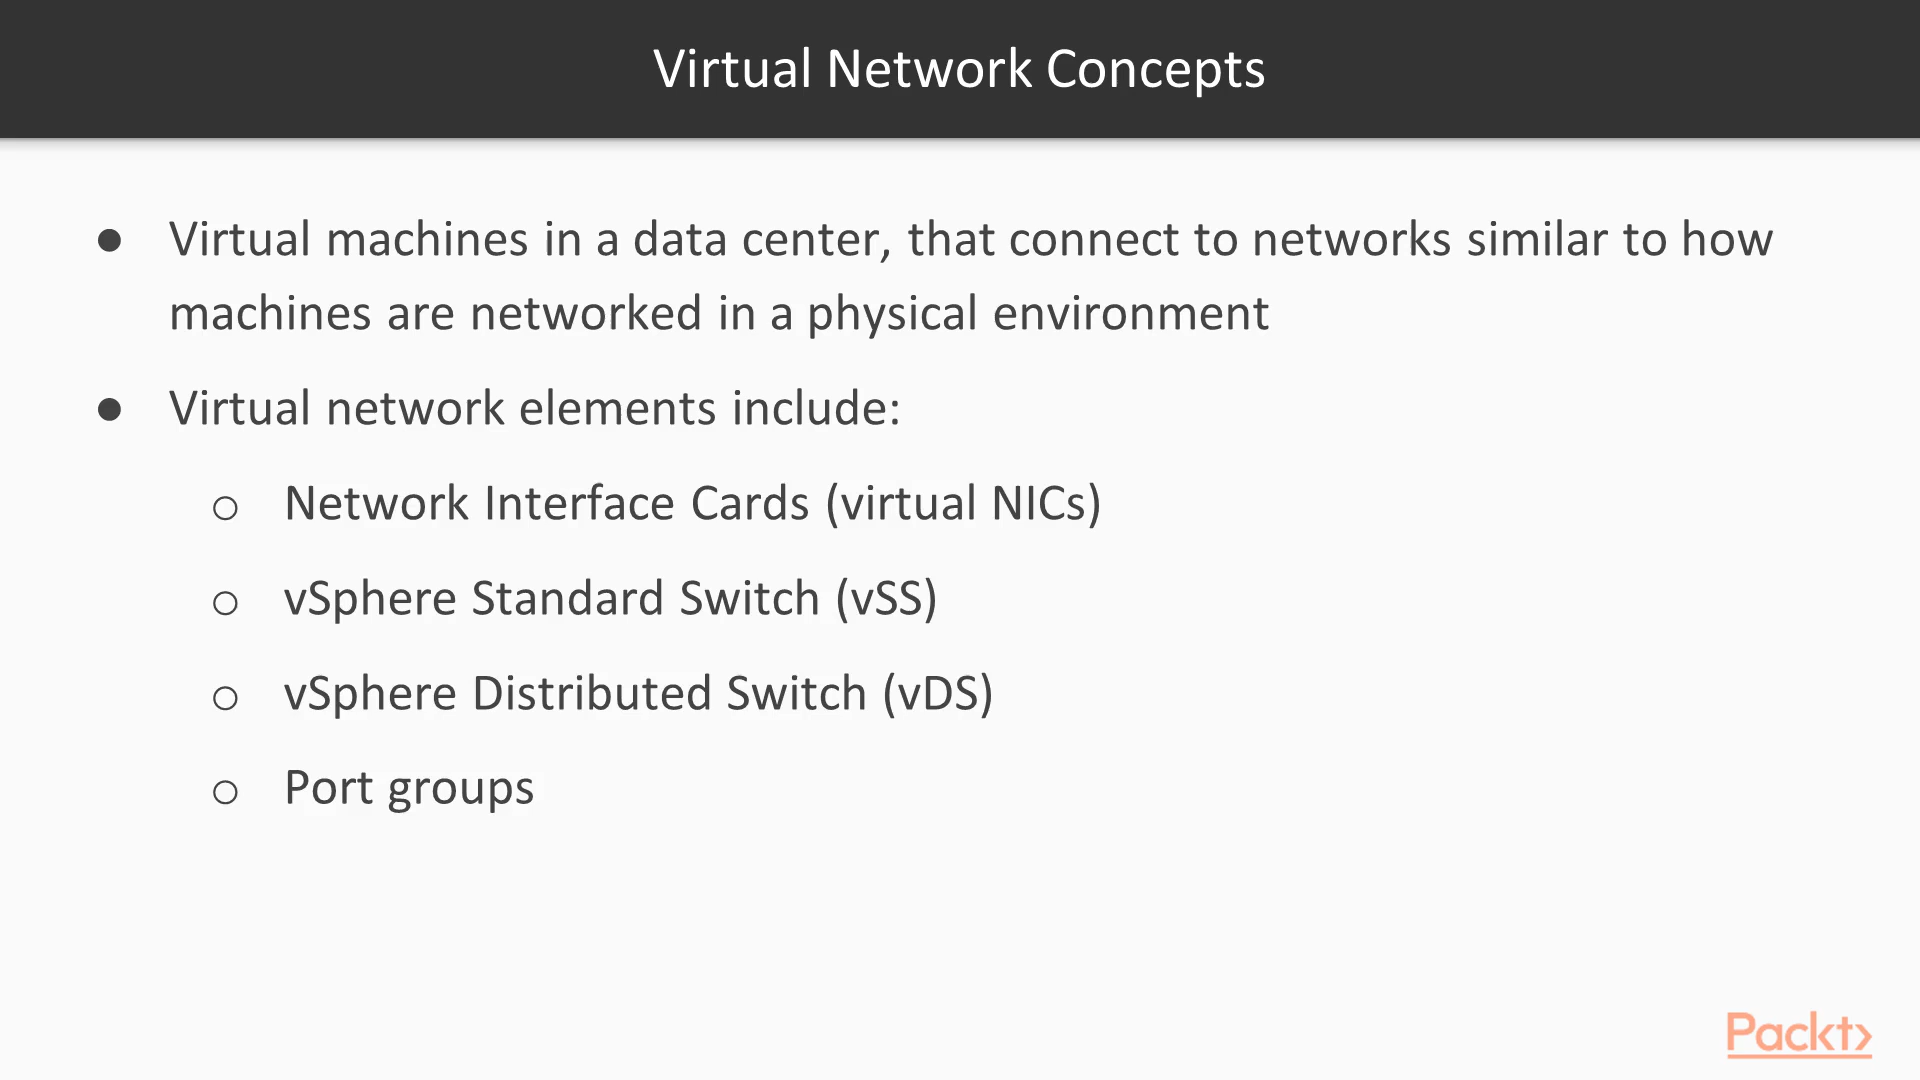 Virtual Network Concepts
● Virtual machines in a data center, that connect to networks similar to how
machines are networked in a physical environment
● Virtual network elements include:
○ Network Interface Cards (virtual NICs)
○ vSphere Standard Switch (vSS)
○ vSphere Distributed Switch (vDS)
○ Port groups
Packt>